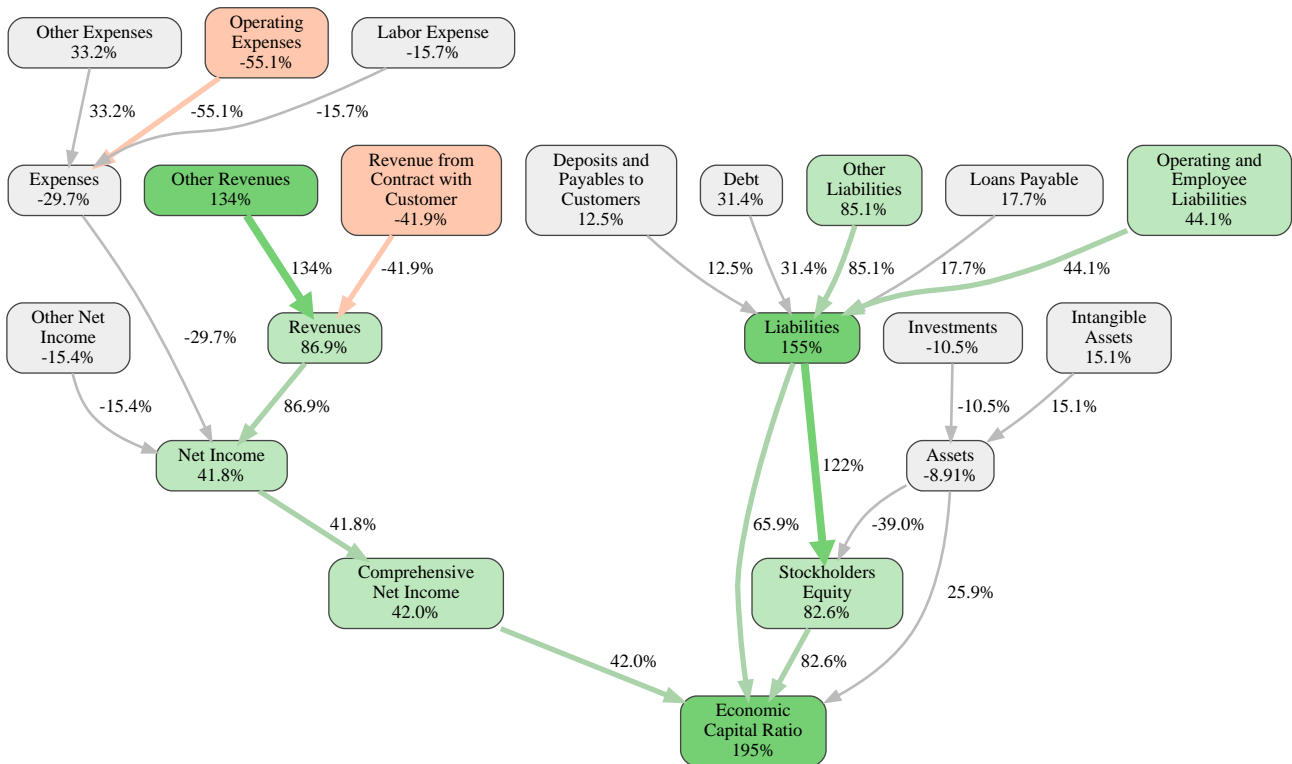 Other Expenses
33.2%
Operating
Expenses
-55.1%
Labor Expense
-15.7%
33.2%
-55.1%
-15.7%
Expenses
-29.7%
Other Revenues
134%
Revenue from
Contract with
Customer
-41.9%
Deposits and
Payables to
Customers
12.5%
Debt
31.4%
Other
Liabilities
85.1%
Loans Payable
17.7%
Operating and
Employee
Liabilities
44.1%
134%
-41.9%
12.5%
31.4%
85.1%
17.7%
44.1%
Other Net
Income
-15.4%
-29.7%
Revenues
86.9%
Liabilities
155%
Investments
-10.5%
Intangible
Assets
15.1%
-15.4%
86.9%
-10.5%
15.1%
Net Income
41.8%
122%
Assets
-8.91%
41.8%
65.9%
-39.0%
Comprehensive
Net Income
42.0%
Stockholders
Equity
82.6%
25.9%
42.0%
82.6%
Economic
Capital Ratio
195%